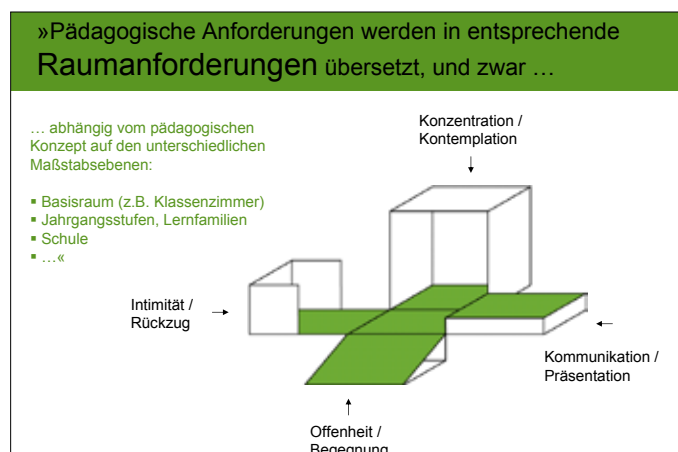 »Pädagogische Anforderungen werden in entsprechende
Raumanforderungen übersetzt, und zwar ...
... abhängig vom pädagogischen
Konzept auf den unterschiedlichen
Maßstabsebenen:
▪ Basisraum (z.B. Klassenzimmer)
▪ Jahrgangsstufen, Lernfamilien
▪ Schule
▪ ...«
Konzentration /
Kontemplation
Intimität /
Rückzug
Kommunikation /
Präsentation
Offenheit /
Begegnung